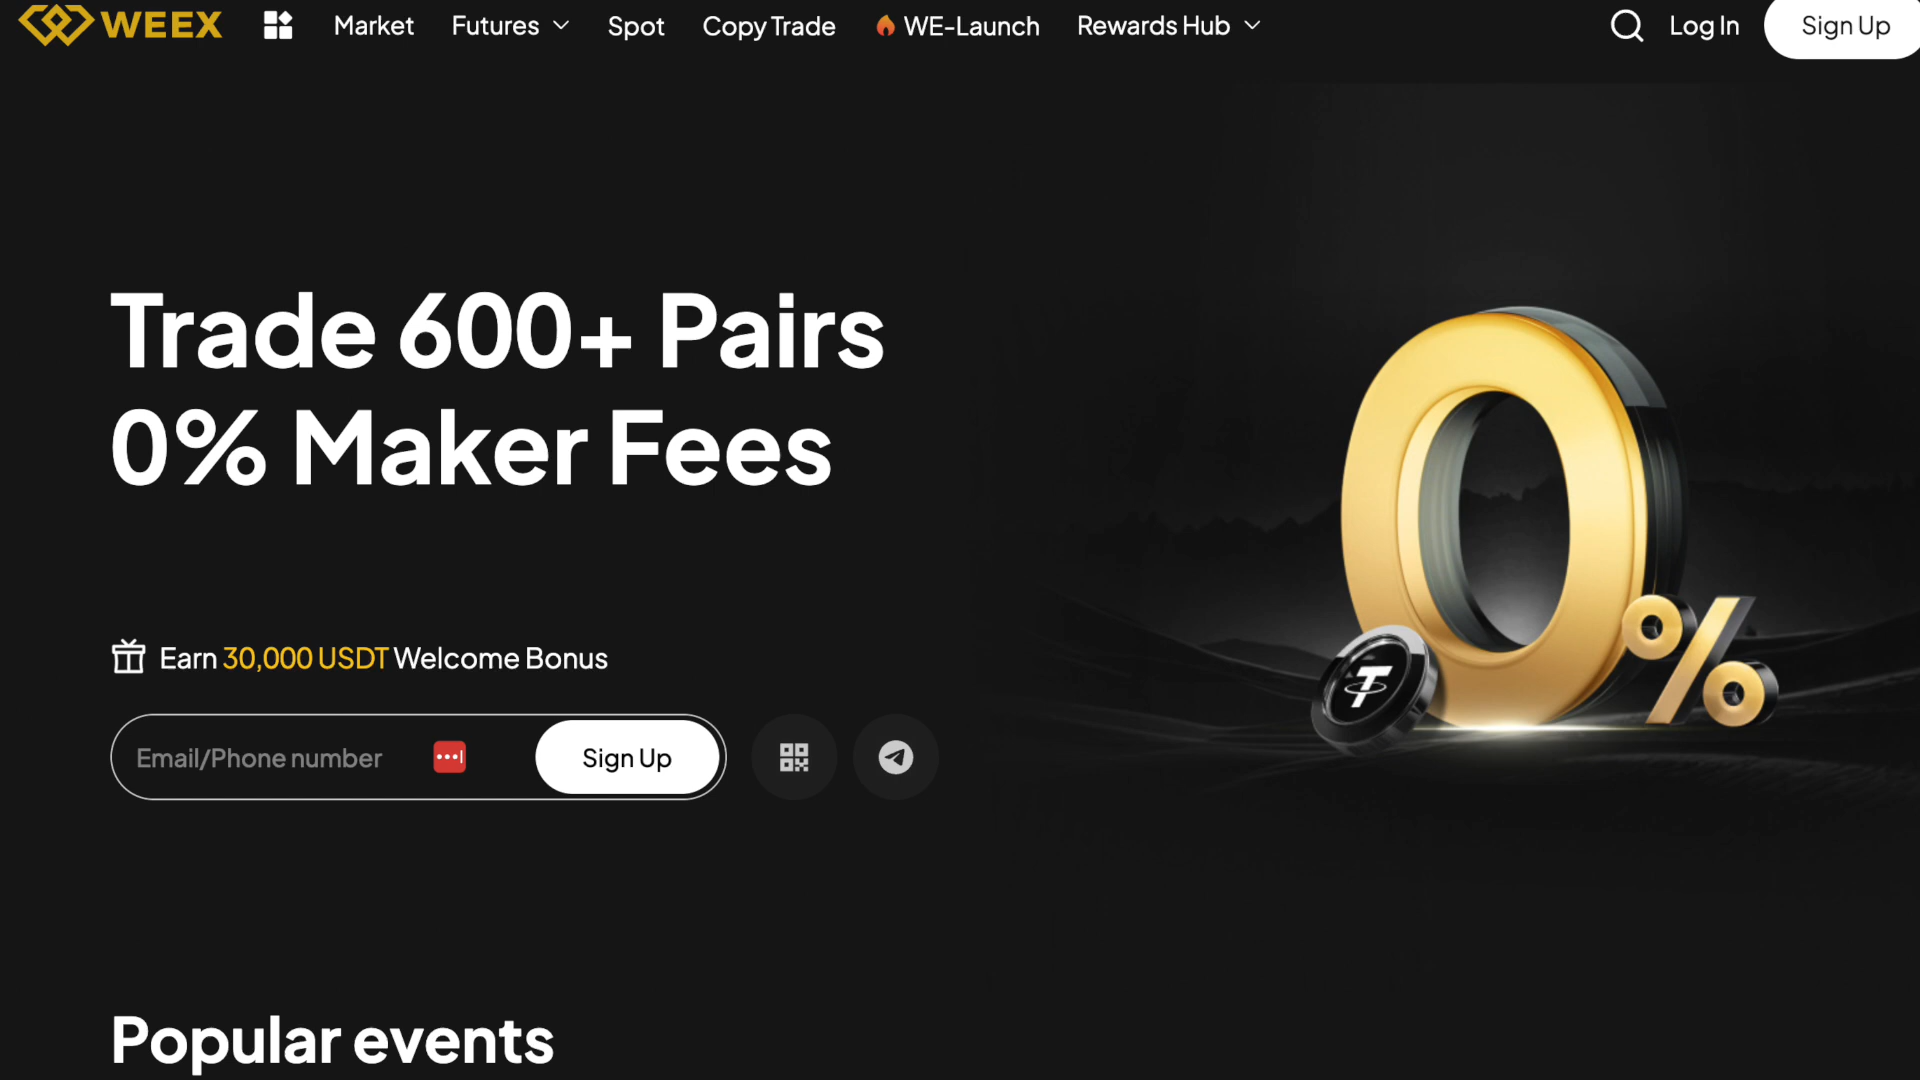 WEEX
Market
Futures
Spot
Copy Trade
WE-Launch
Rewards Hub
Log In
Sign Up
Trade 600+ Pairs
0% Maker Fees
0%
Earn 30,000 USDT Welcome Bonus
Email/Phone number
Sign Up
Popular events